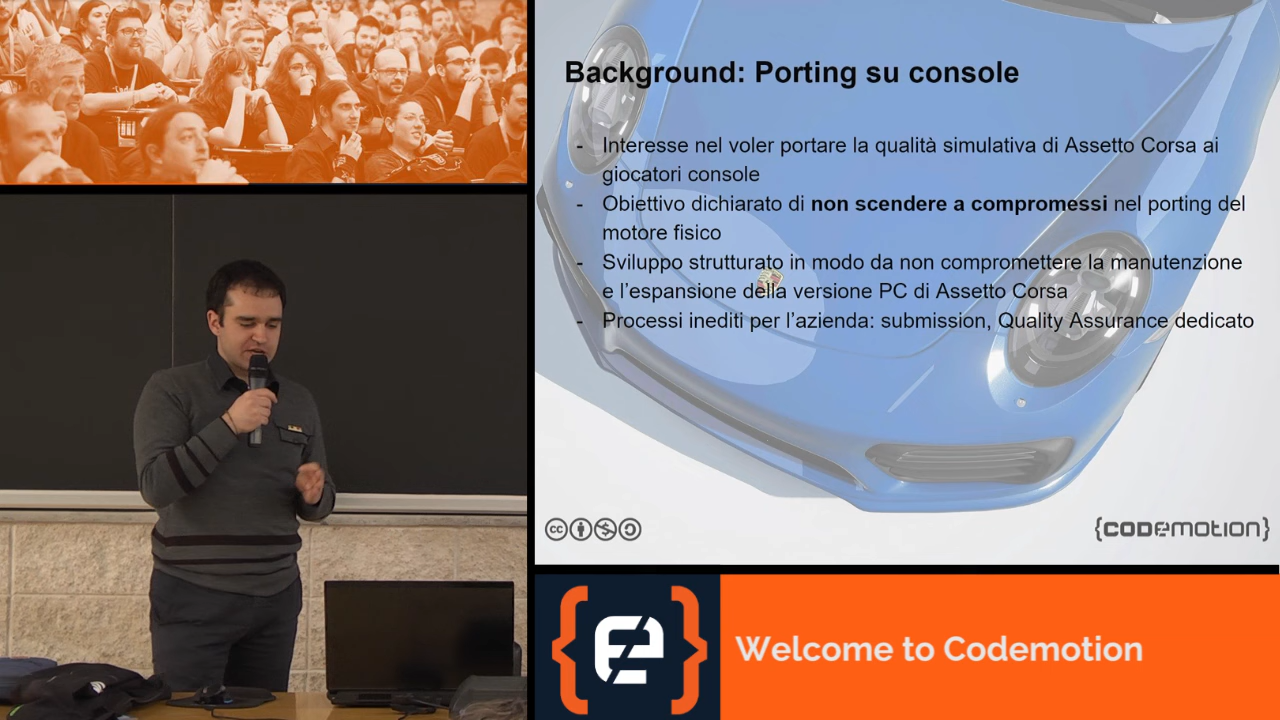 Background: Porting su console
- Interesse nel voler portare la qualità simulativa di Assetto Corsa ai
giocatori console
- Obiettivo dichiarato di non scendere a compromessi nel porting del
motore fisico
- Sviluppo strutturato in modo da non compromettere la manutenzione
e l'espansione della versione PC di Assetto Corsa
- Processi inediti per l'azienda: submission, Quality Assurance dedicato
cc
{CODEMOTION}
Welcome to Codemotion